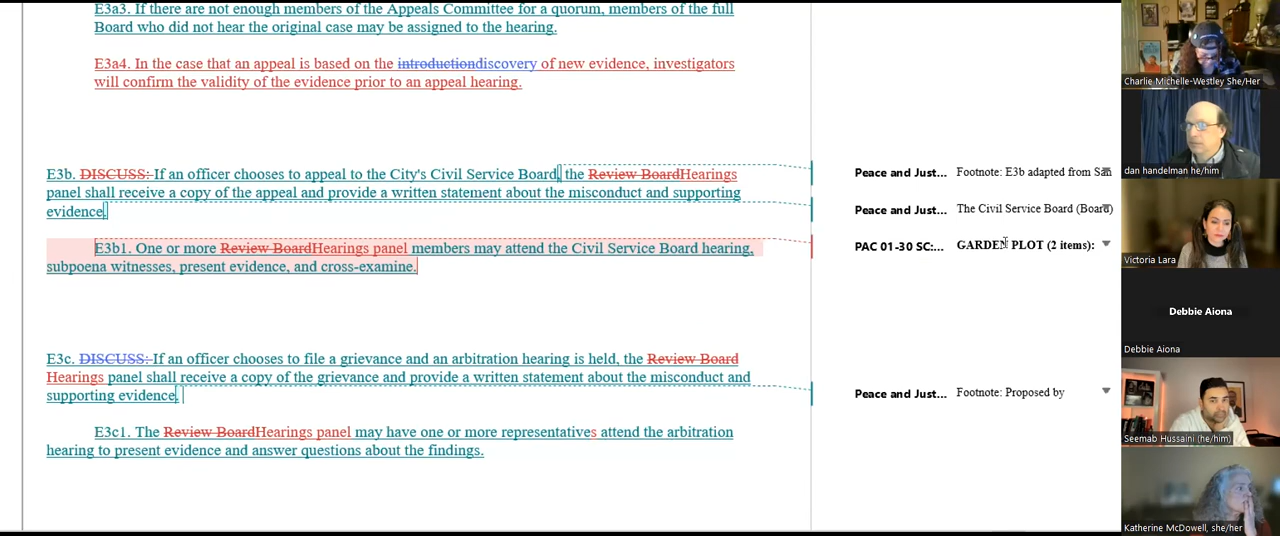 E3a3. If there are not enough members of the Appeals Committee for a quorum, members of the full
Board who did not hear the original case may be assigned to the hearing.
E3a4. In the case that an appeal is based on the introductiondiscovery of new evidence, investigators
will confirm the validity of the evidence prior to an appeal hearing.
E3b. DISCUSS: If an officer chooses to appeal to the City's Civil Service Board, the Review BoardHearings
panel shall receive a copy of the appeal and provide a written statement about the misconduct and supporting
evidence.
E3b1. One or more Review BoardHearings panel members may attend the Civil Service Board hearing,
subpoena witnesses, present evidence, and cross-examine.
E3c. DISCUSS: If an officer chooses to file a grievance and an arbitration hearing is held, the Review Board
Hearings panel shall receive a copy of the grievance and provide a written statement about the misconduct and
supporting evidence.
E3c1. The Review BoardHearings panel may have one or more representatives attend the arbitration
hearing to present evidence and answer questions about the findings.
Peace and Just... Footnote: E3b adapted from San
Peace and Just... The Civil Service Board (Board)
PAC 01-30 SC:... GARDEN PLOT (2 items):
Peace and Just... Footnote: Proposed by
Charlie Michelle-Westley She/Her
dan handelman he/him
Victoria Lara
Debbie Aiona
Debbie Aiona
Seemab Hussaini (he/him)
Katherine McDowell, she/her